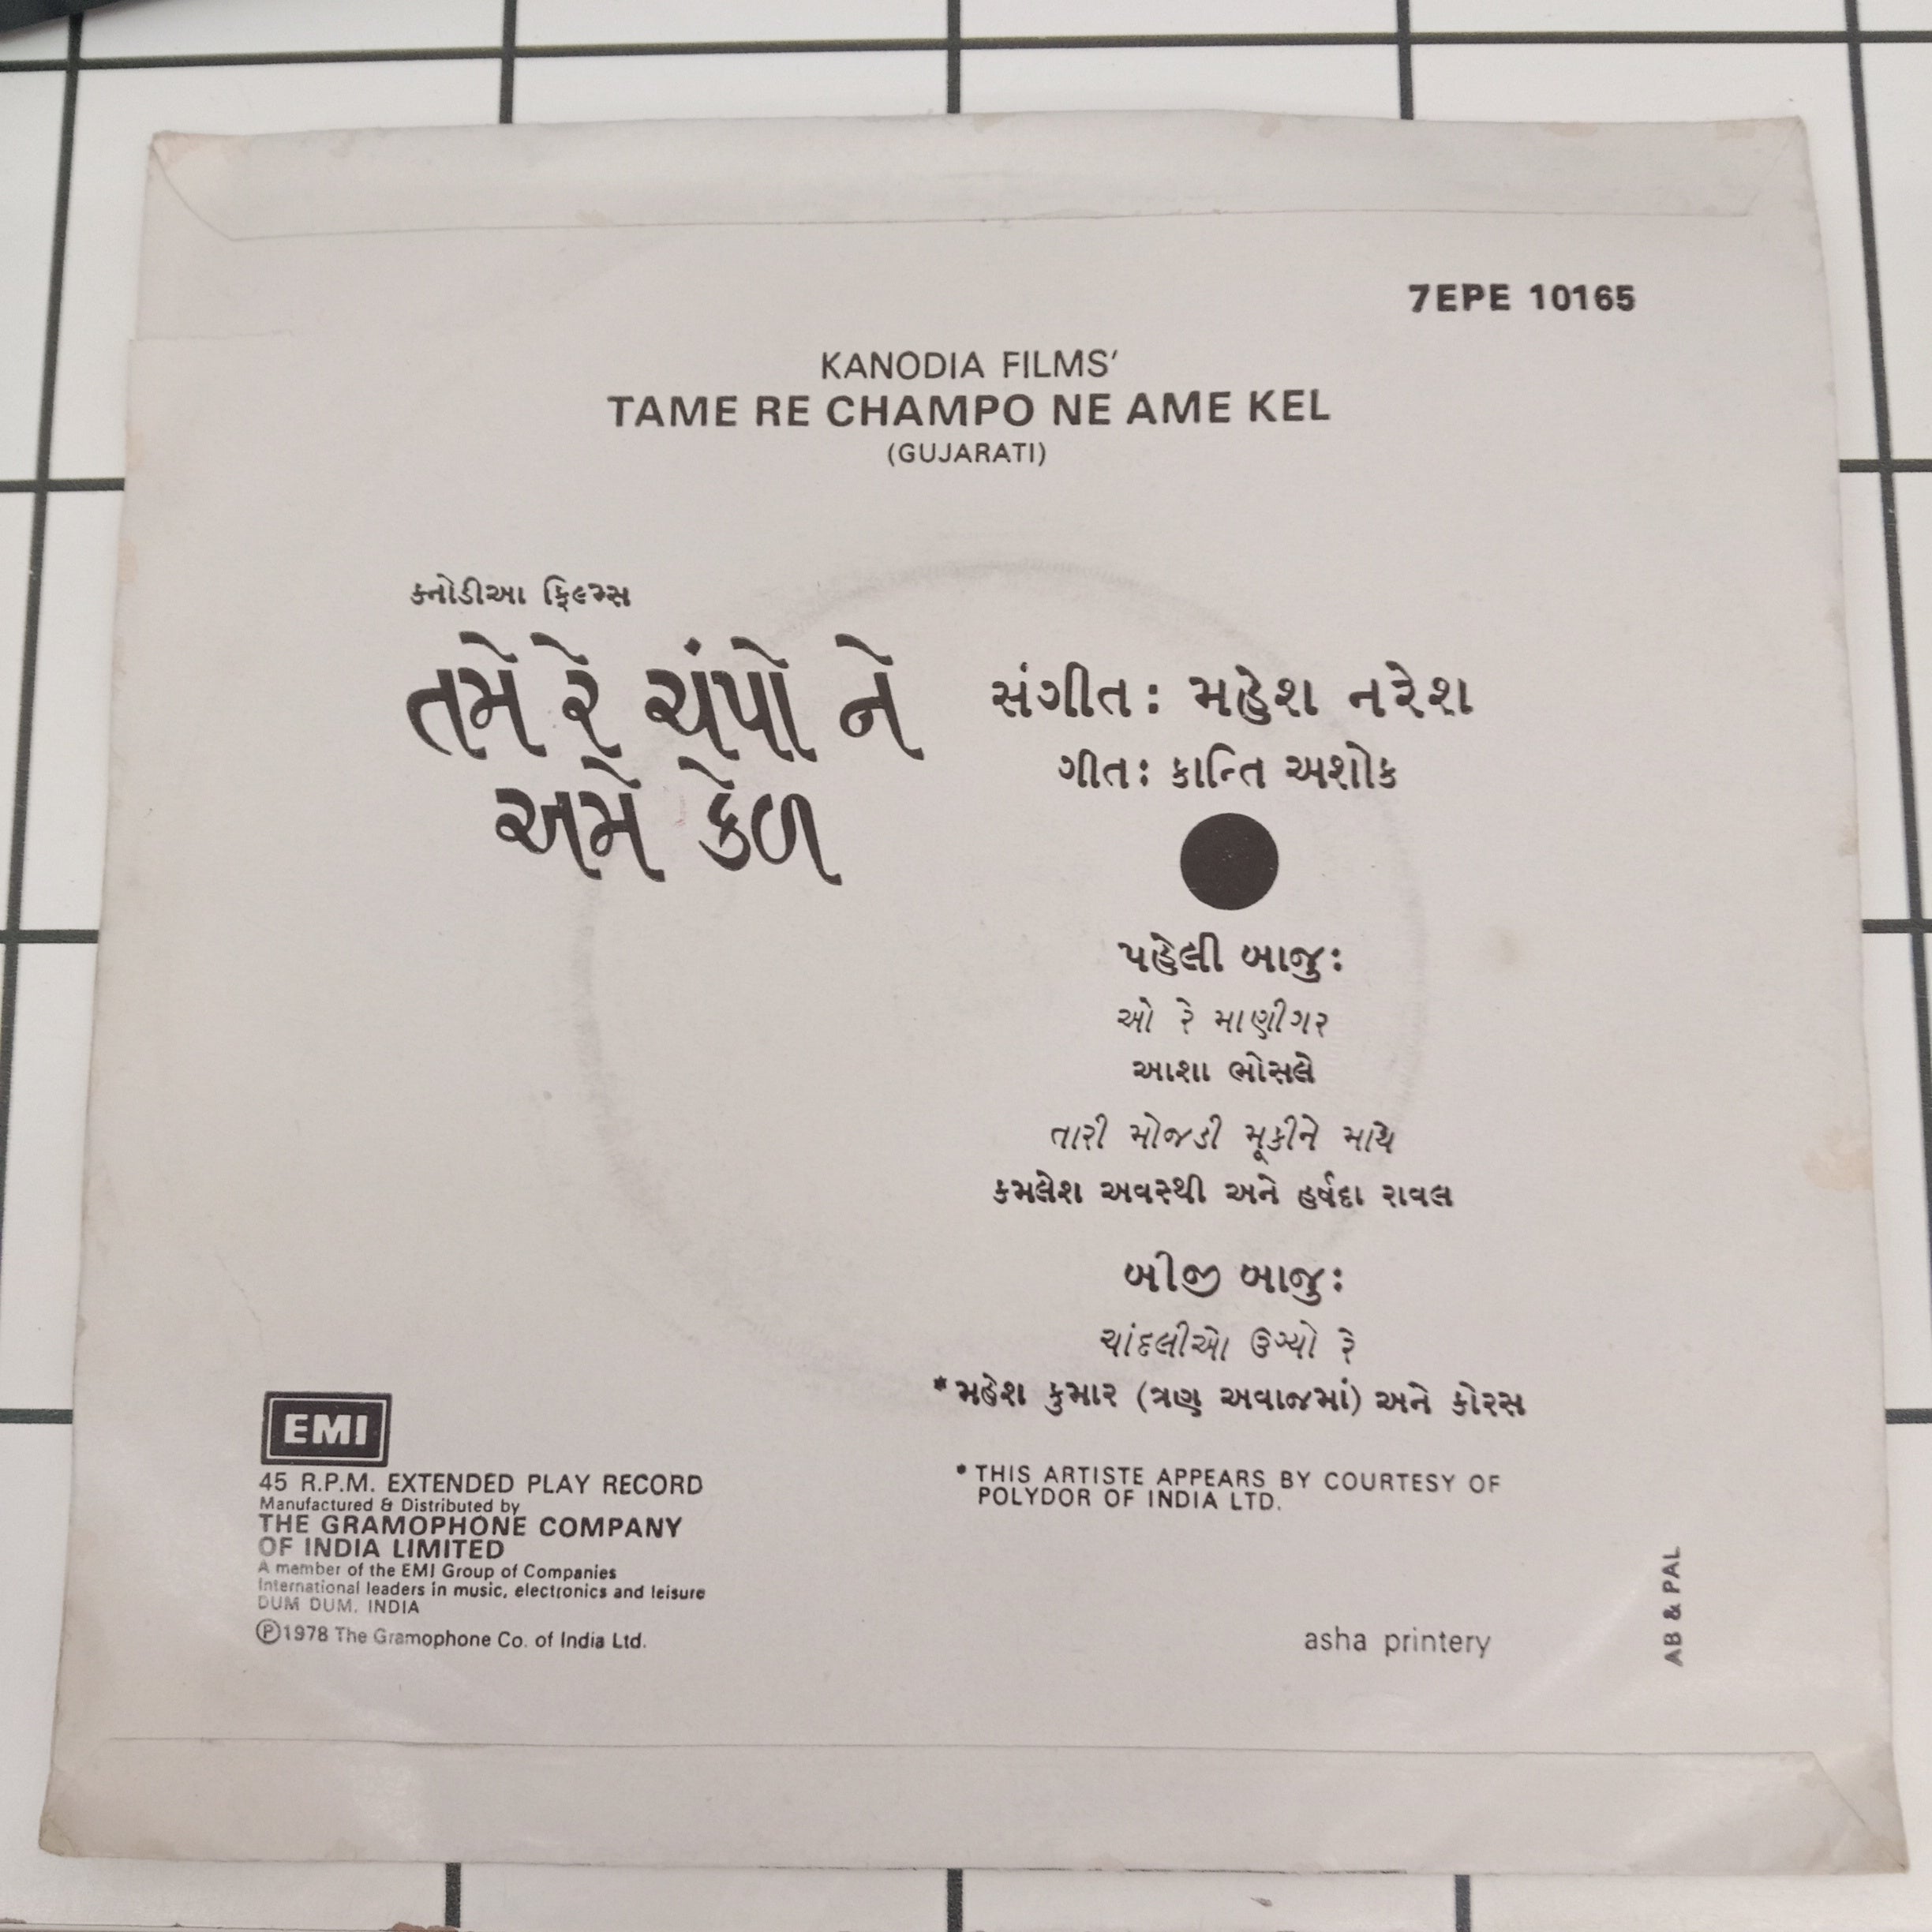 7EPE 10165
KANODIA FILMS'
TAME RE CHAMPO NE AME KEL
(GUJARATI)
કનોડીઆ ફિલ્મ્સ
તમે રે ચંપો ને
અમે કેળ
સંગીત: મહેશ નરેશ
ગીત: કાન્તિ અશોક
પહેલી બાજુ:
ઓ રે માણીગર
આશા ભોસલે
તારી મોજડી મૂકીને માથે
કમલેશ અવસ્થી અને હર્ષદા રાવલ
બીજી બાજુ:
ચાંદલીઓ ઉગ્યો રે
*મહેશ કુમાર (ત્રણ અવાજમાં) અને કોરસ
*THIS ARTISTE APPEARS BY COURTESY OF
POLYDOR OF INDIA LTD.
EMI
45 R.P.M. EXTENDED PLAY RECORD
Manufactured & Distributed by
THE GRAMOPHONE COMPANY
OF INDIA LIMITED
A member of the EMI Group of Companies
International leaders in music, electronics and leisure
DUM DUM, INDIA
Ⓟ1978 The Gramophone Co. of India Ltd.
asha printery
AB & PAL